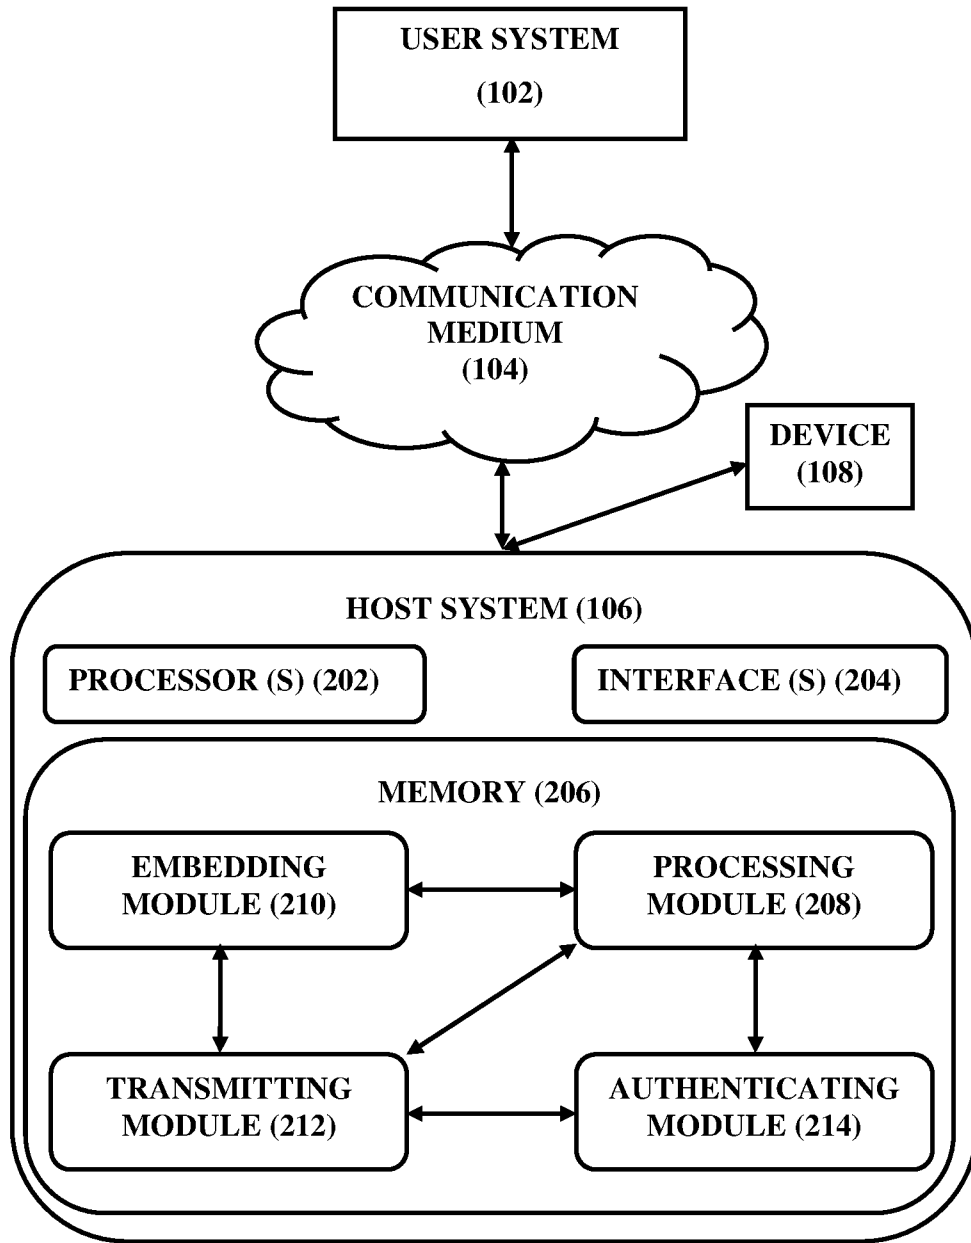 USER SYSTEM
(102)
COMMUNICATION
MEDIUM
(104)
DEVICE
(108)
HOST SYSTEM (106)
PROCESSOR (S) (202)
INTERFACE (S) (204)
MEMORY (206)
EMBEDDING
MODULE (210)
PROCESSING
MODULE (208)
TRANSMITTING
MODULE (212)
AUTHENTICATING
MODULE (214)